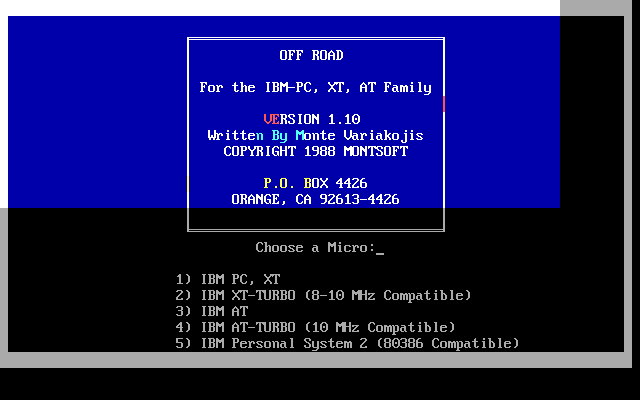 OFF ROAD
For the IBM-PC, XT, AT Family
VERSION 1.10
Written By Monte Variakojis
COPYRIGHT 1988 MONTSOFT
P.O. BOX 4426
ORANGE, CA 92613-4426
Choose a Micro:_
1) IBM PC, XT
2) IBM XT-TURBO (8-10 MHz Compatible)
3) IBM AT
4) IBM AT-TURBO (10 MHz Compatible)
5) IBM Personal System 2 (80386 Compatible)